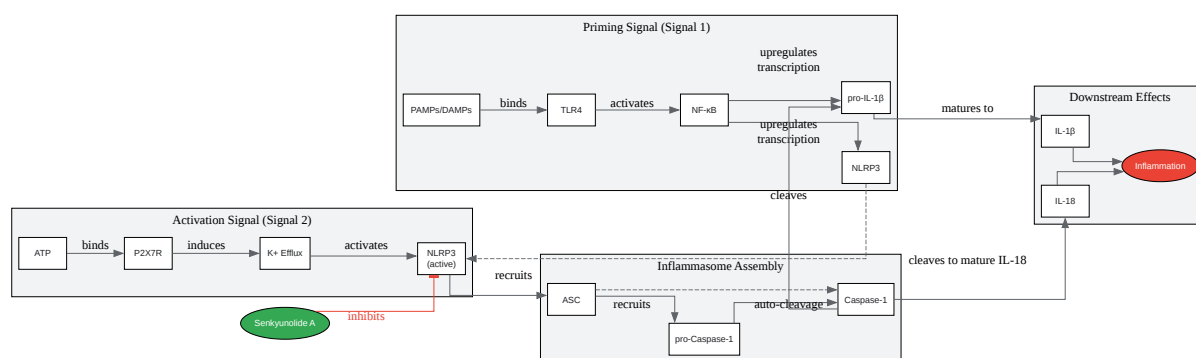 Priming Signal (Signal 1)
upregulates
transcription
PAMPs/DAMPs
binds
TLR4
activates
NF-κB
pro-IL-1β
matures to
upregulates
transcription
NLRP3
cleaves
Downstream Effects
IL-1β
Inflammation
IL-18
Activation Signal (Signal 2)
ATP
binds
P2X7R
induces
K+ Efflux
activates
NLRP3
(active)
inhibits
Senkyunolide A
recruits
Inflammasome Assembly
ASC
recruits
pro-Caspase-1
auto-cleavage
Caspase-1
cleaves to mature IL-18